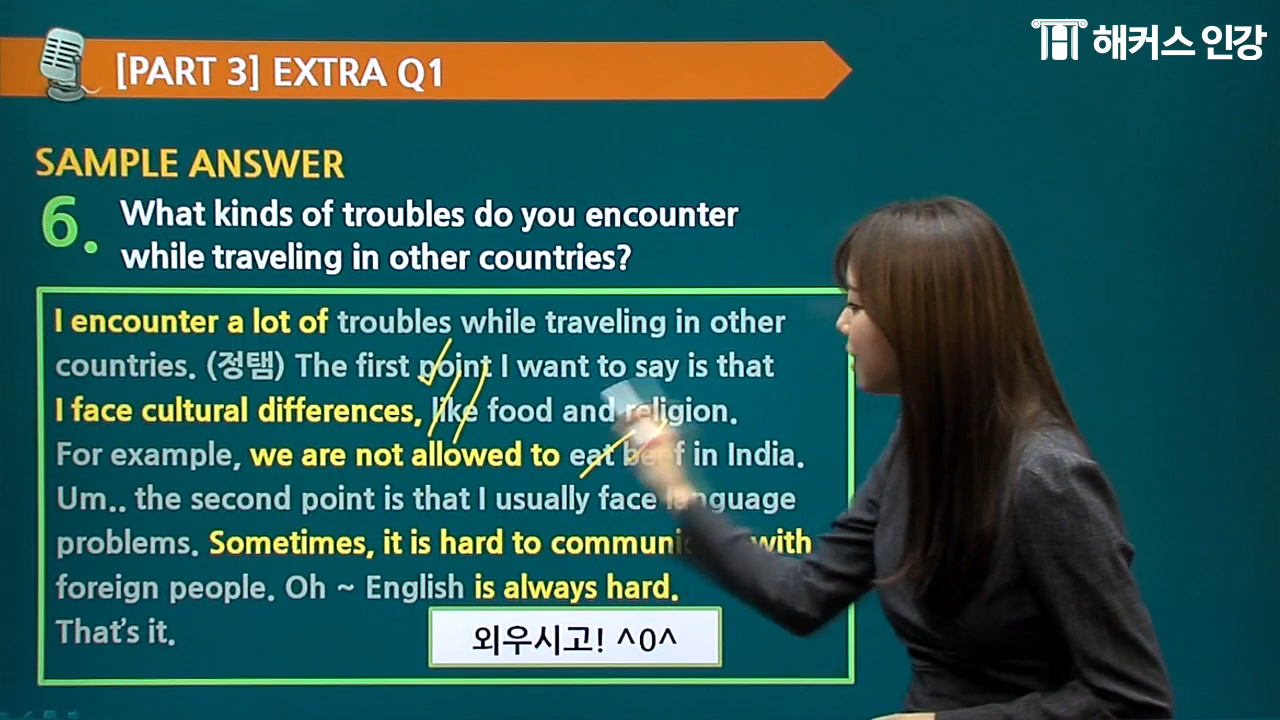 해커스 인강
[PART 3] EXTRA Q1
SAMPLE ANSWER
6. What kinds of troubles do you encounter
while traveling in other countries?
I encounter a lot of troubles while traveling in other
countries. (정탬) The first point I want to say is that
I face cultural differences, like food and religion.
For example, we are not allowed to eat beef in India.
Um.. the second point is that I usually face language
problems. Sometimes, it is hard to communicate with
foreign people. Oh ~ English is always hard.
That's it.
외우시고! ^0^